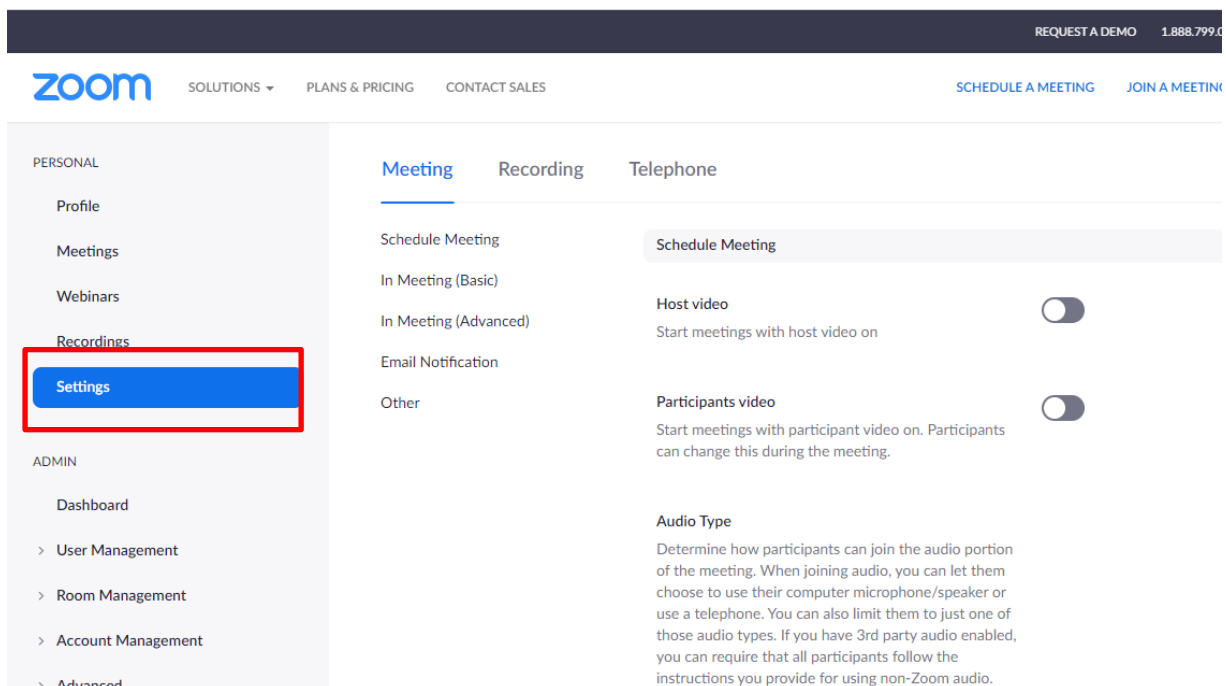 REQUEST A DEMO 1.888.799.0
zoom SOLUTIONS PLANS & PRICING CONTACT SALES SCHEDULE A MEETING JOIN A MEETING
PERSONAL
Profile
Meetings
Webinars
Recordings
Settings
ADMIN
Dashboard
User Management
Room Management
Account Management
Advanced
Meeting Recording Telephone
Schedule Meeting
In Meeting (Basic)
In Meeting (Advanced)
Email Notification
Other
Schedule Meeting
Host video
Start meetings with host video on
Participants video
Start meetings with participant video on. Participants
can change this during the meeting.
Audio Type
Determine how participants can join the audio portion
of the meeting. When joining audio, you can let them
choose to use their computer microphone/speaker or
use a telephone. You can also limit them to just one of
those audio types. If you have 3rd party audio enabled,
you can require that all participants follow the
instructions you provide for using non-Zoom audio.